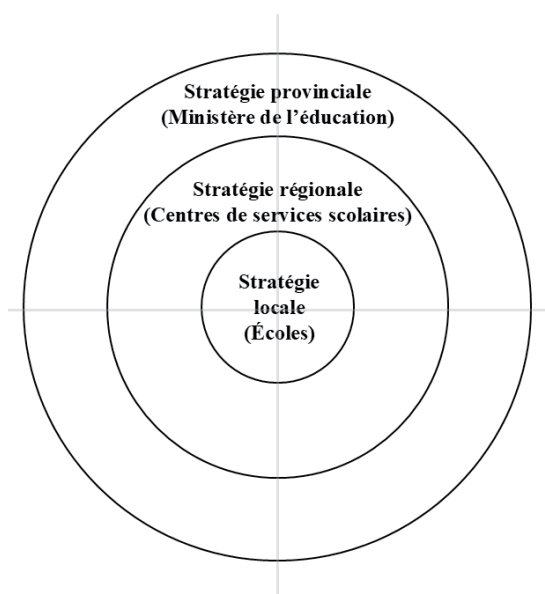 Stratégie provinciale
(Ministère de l’éducation)
Stratégie régionale
(Centres de services scolaires)
Stratégie
locale
(Écoles)